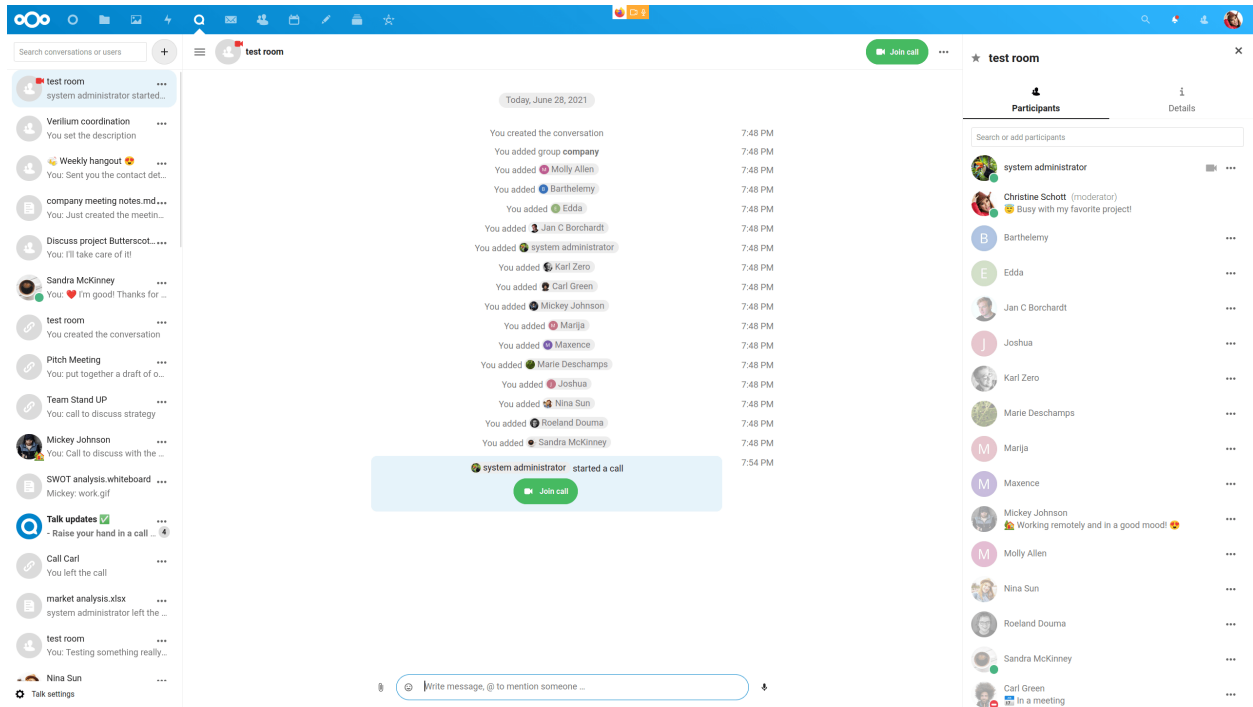 Search conversations or users
test room
system administrator started...
Verilium coordination
You set the description
👋 Weekly hangout 😍
You: Sent you the contact det...
company meeting notes.md...
You: Just created the meetin...
Discuss project Butterscot...
You: I'll take care of it!
Sandra McKinney
You: ❤️ I'm good! Thanks for ...
test room
You created the conversation
Pitch Meeting
You: put together a draft of o...
Team Stand UP
You: call to discuss strategy
Mickey Johnson
You: Call to discuss with the ...
SWOT analysis.whiteboard
Mickey: work.gif
Talk updates ✅
- Raise your hand in a call ... 4
Call Carl
You left the call
market analysis.xlsx
system administrator left the ...
test room
You: Testing something really...
Nina Sun
Talk settings
test room
Join call
Today, June 28, 2021
You created the conversation 7:48 PM
You added group company 7:48 PM
You added M Molly Allen 7:48 PM
You added B Barthelemy 7:48 PM
You added E Edda 7:48 PM
You added Jan C Borchardt 7:48 PM
You added system administrator 7:48 PM
You added Karl Zero 7:48 PM
You added Carl Green 7:48 PM
You added Mickey Johnson 7:48 PM
You added M Marija 7:48 PM
You added M Maxence 7:48 PM
You added Marie Deschamps 7:48 PM
You added J Joshua 7:48 PM
You added Nina Sun 7:48 PM
You added Roeland Douma 7:48 PM
You added Sandra McKinney 7:48 PM
system administrator started a call 7:54 PM
Join call
Write message, @ to mention someone ...
test room
Participants
Details
Search or add participants
system administrator
Christine Schott (moderator)
😇 Busy with my favorite project!
B Barthelemy
E Edda
Jan C Borchardt
J Joshua
Karl Zero
Marie Deschamps
M Marija
M Maxence
Mickey Johnson
🏡 Working remotely and in a good mood! 😍
M Molly Allen
Nina Sun
Roeland Douma
Sandra McKinney
Carl Green
📅 In a meeting